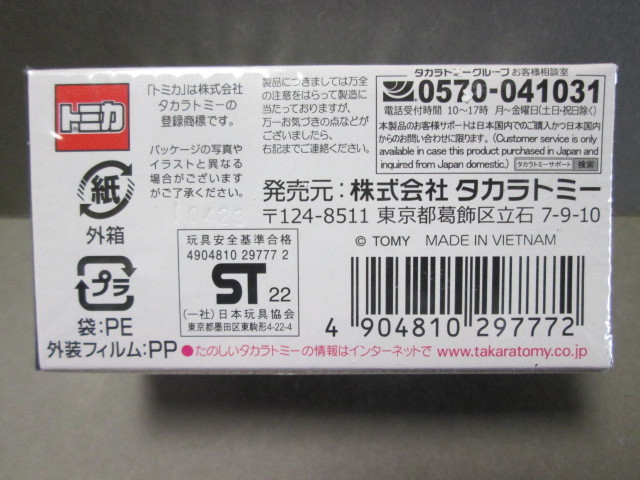 トミカ
「トミカ」は株式会社
タカラトミーの
登録商標です。
パッケージの写真や
イラストと異なる
場合がございますが
ご了承ください。
製品につきましては万全
の注意をはらって製造に
当たっておりますが、
万一お気づきの点などが
ございましたら、
右記までご連絡ください。
タカラトミーグループお客様相談室
0570-041031
電話受付時間 10〜17時 月〜金曜日(土・日・祝日除く)
本製品のお客様サポートは日本国内でのご購入かつ日本国内
からのお問い合わせに限ります。(Customer service is only
available in case this product purchased in Japan and
inquired from Japan domestic.) タカラトミーサポート 検索
発売元:株式会社 タカラトミー
〒124-8511 東京都葛飾区立石 7-9-10
© TOMY MADE IN VIETNAM
紙
外箱
プラ
袋:PE
外装フィルム:PP
玩具安全基準合格
4904810 29777 2
ST 22
(一社)日本玩具協会
東京都墨田区東駒形4-22-4
4 904810 297772
●たのしいタカラトミーの情報はインターネットで www.takaratomy.co.jp